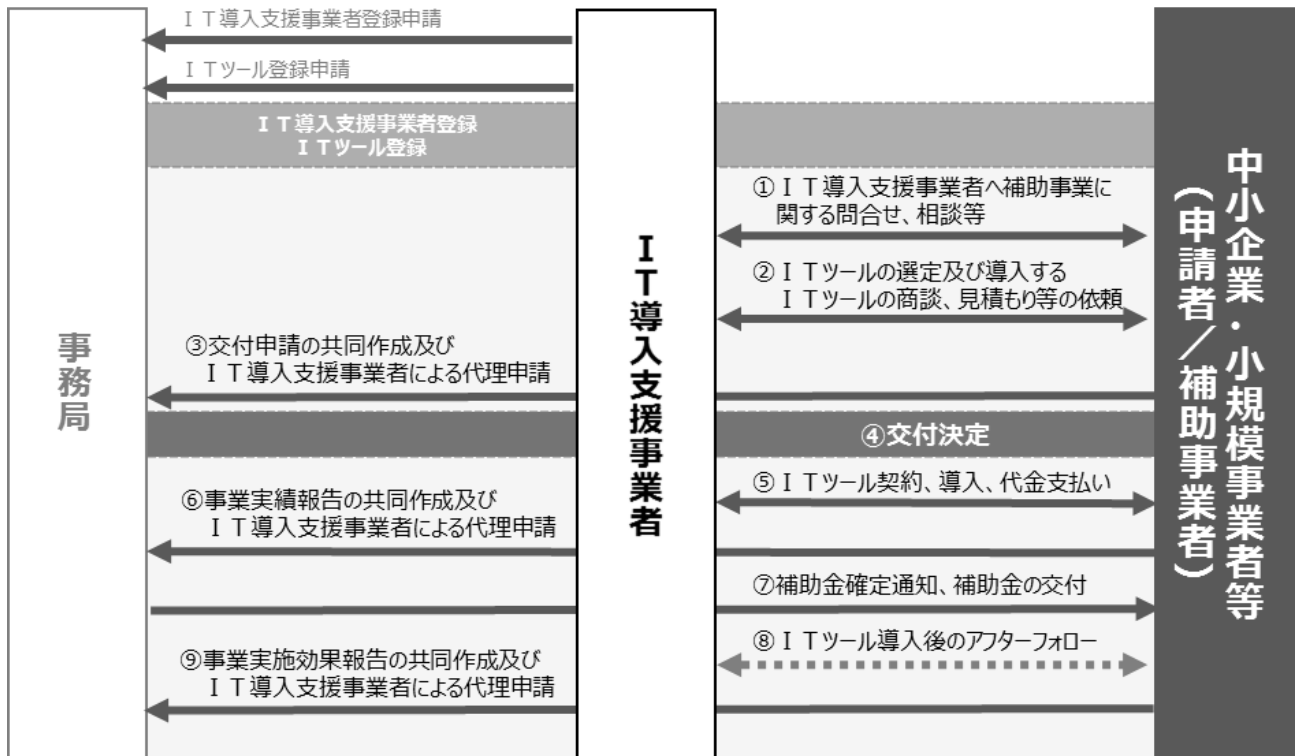 ＩＴ導入支援事業者登録申請
ＩＴツール登録申請
ＩＴ導入支援事業者登録
ＩＴツール登録
①ＩＴ導入支援事業者へ補助事業に
関する問合せ、相談等
②ＩＴツールの選定及び導入する
ＩＴツールの商談、見積もり等の依頼
③交付申請の共同作成及び
ＩＴ導入支援事業者による代理申請
④交付決定
⑤ＩＴツール契約、導入、代金支払い
⑥事業実績報告の共同作成及び
ＩＴ導入支援事業者による代理申請
⑦補助金確定通知、補助金の交付
⑧ＩＴツール導入後のアフターフォロー
⑨事業実施効果報告の共同作成及び
ＩＴ導入支援事業者による代理申請
事務局
ＩＴ導入支援事業者
中小企業・小規模事業者等
（申請者／補助事業者）